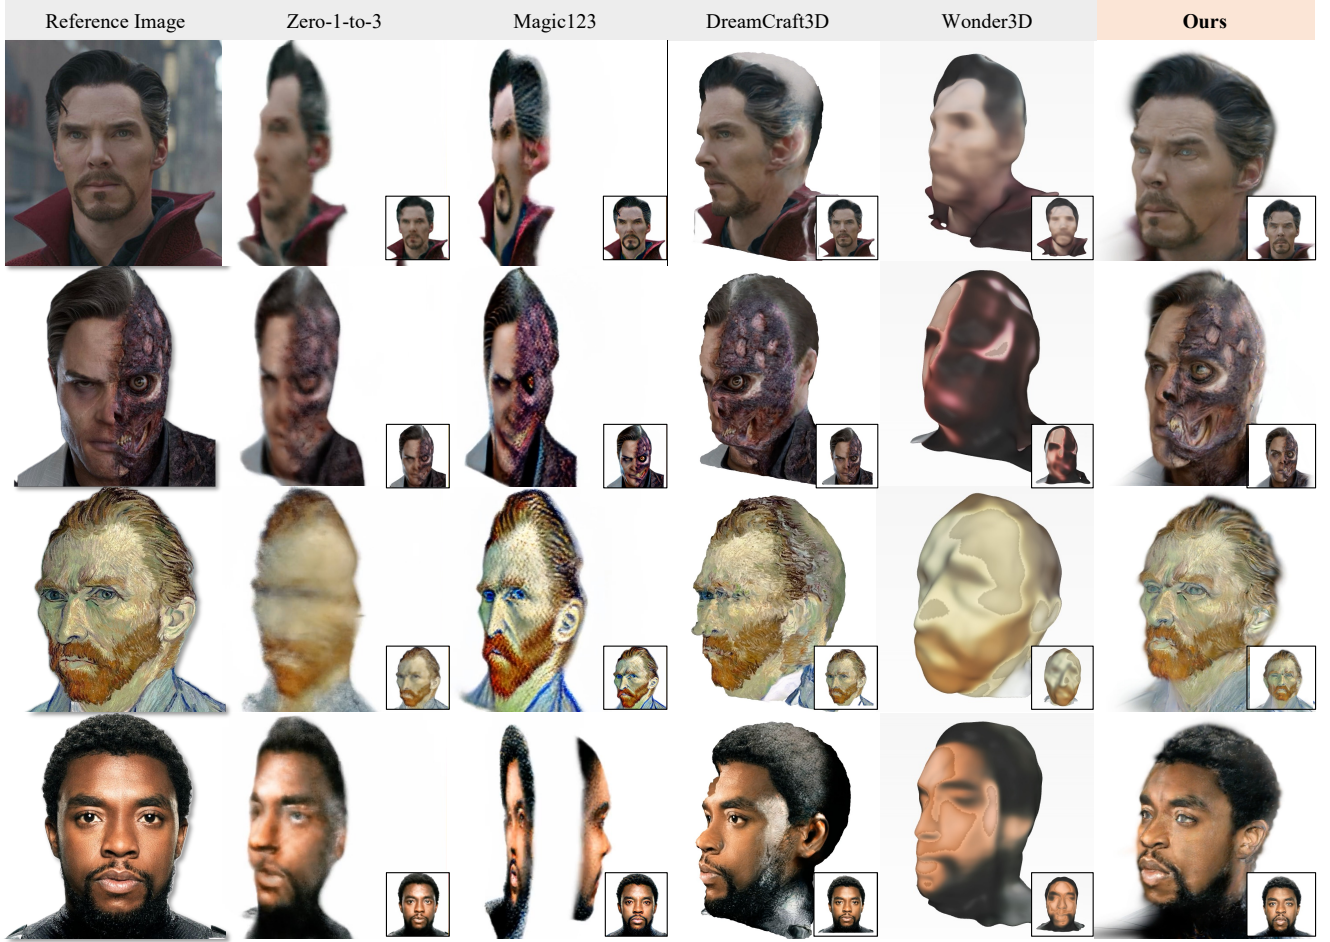 Reference Image
Zero-1-to-3
Magic123
DreamCraft3D
Wonder3D
Ours